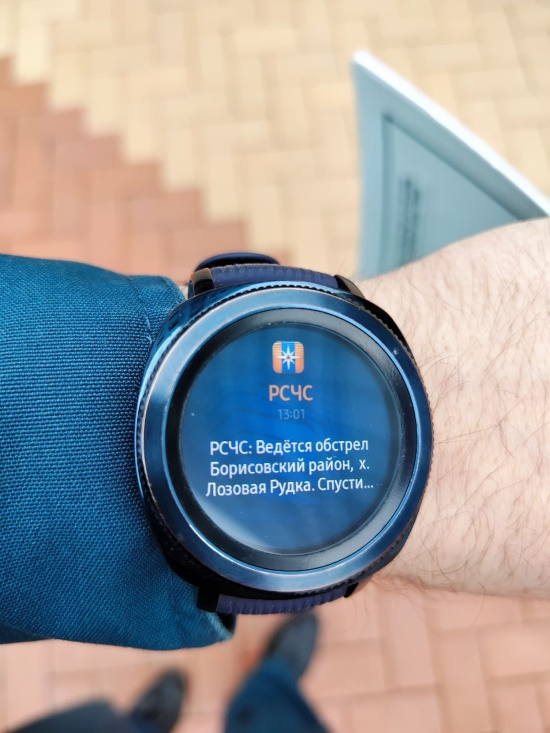 РСЧС
13:01
РСЧС: Ведётся обстрел
Борисовский район, х.
Лозовая Рудка. Спусти...